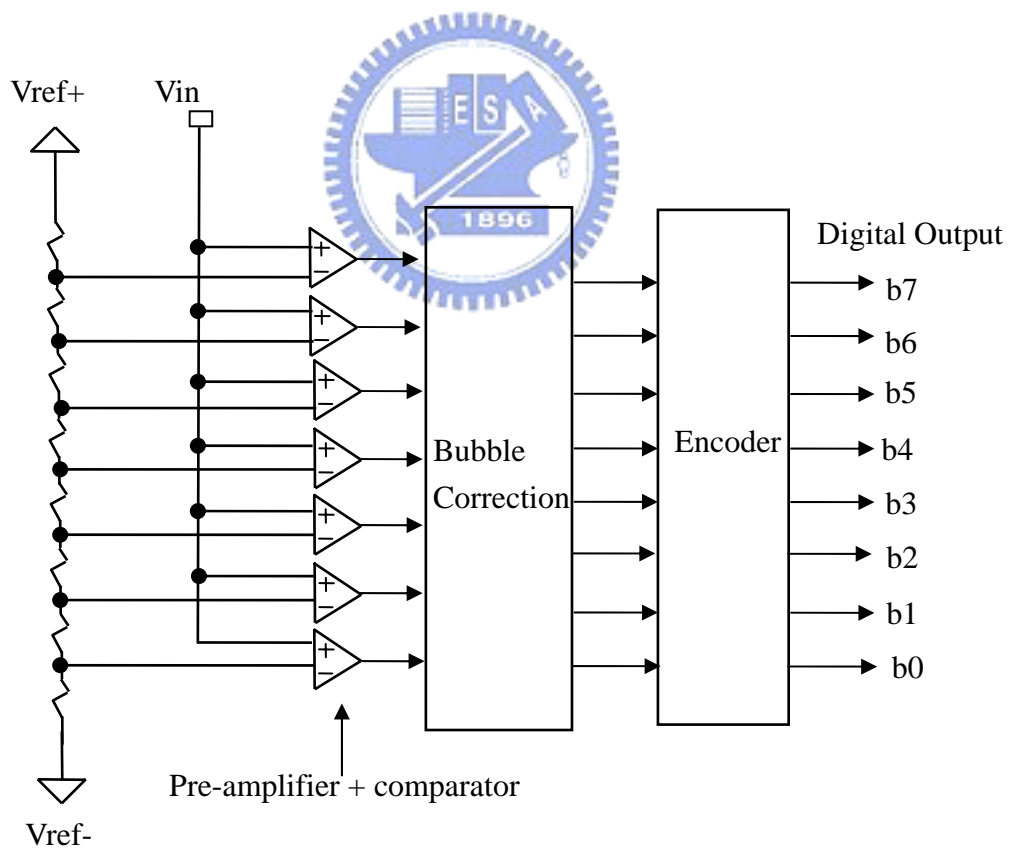 Vref+
Vin
ESA
1896
Digital Output
+
−
b7
+
−
b6
+
−
b5
Bubble
Correction
Encoder
+
−
b4
+
−
b3
+
−
b2
+
−
b1
b0
Pre-amplifier + comparator
Vref-